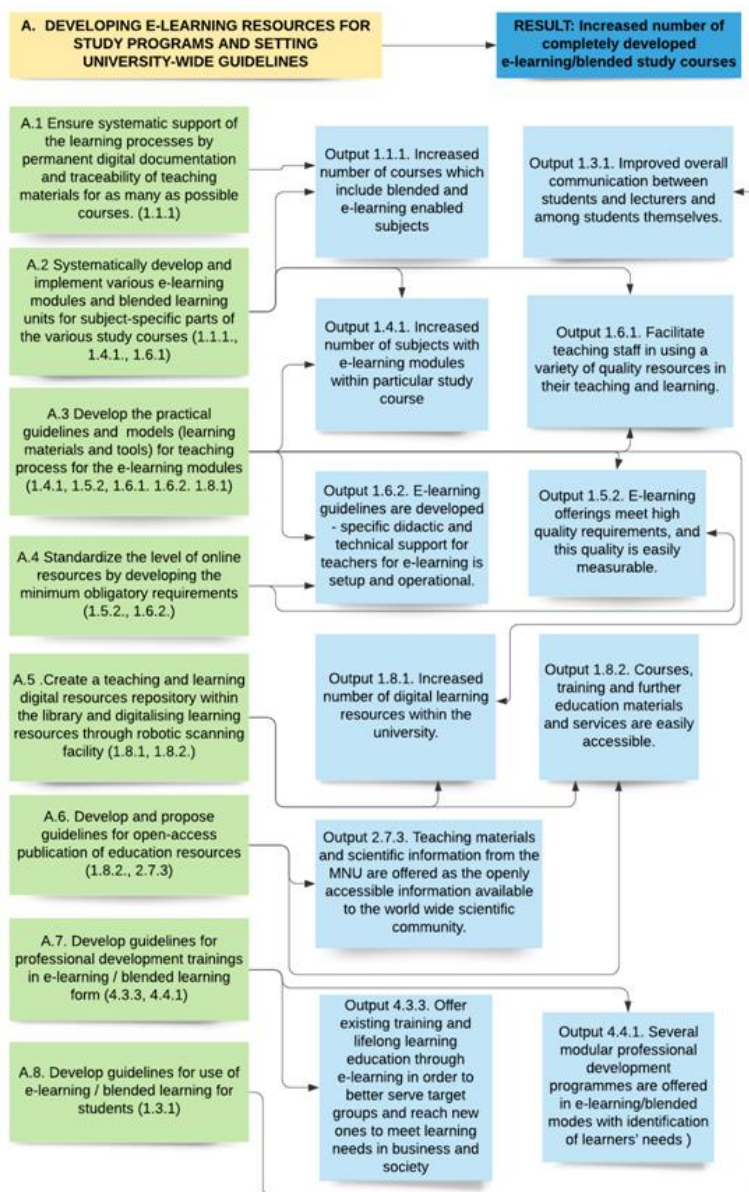 A. DEVELOPING E-LEARNING RESOURCES FOR
STUDY PROGRAMS AND SETTING
UNIVERSITY-WIDE GUIDELINES
RESULT: Increased number of
completely developed
e-learning/blended study courses
A.1 Ensure systematic support of
the learning processes by
permanent digital documentation
and traceability of teaching
materials for as many as possible
courses. (1.1.1)
Output 1.1.1. Increased
number of courses which
include blended and
e-learning enabled
subjects
Output 1.3.1. Improved overall
communication between
students and lecturers and
among students themselves.
A.2 Systematically develop and
implement various e-learning
modules and blended learning
units for subject-specific parts of
the various study courses (1.1.1.,
1.4.1., 1.6.1)
Output 1.4.1. Increased
number of subjects with
e-learning modules
within particular study
course
Output 1.6.1. Facilitate
teaching staff in using a
variety of quality resources in
their teaching and learning.
A.3 Develop the practical
guidelines and models (learning
materials and tools) for teaching
process for the e-learning modules
(1.4.1, 1.5.2, 1.6.1. 1.6.2. 1.8.1)
Output 1.6.2. E-learning
guidelines are developed
- specific didactic and
technical support for
teachers for e-learning is
setup and operational.
Output 1.5.2. E-learning
offerings meet high
quality requirements, and
this quality is easily
measurable.
A.4 Standardize the level of online
resources by developing the
minimum obligatory requirements
(1.5.2., 1.6.2.)
A.5 .Create a teaching and learning
digital resources repository within
the library and digitalising learning
resources through robotic scanning
facility (1.8.1, 1.8.2.)
Output 1.8.1. Increased
number of digital learning
resources within the
university.
Output 1.8.2. Courses,
training and further
education materials
and services are easily
accessible.
A.6. Develop and propose
guidelines for open-access
publication of education resources
(1.8.2., 2.7.3)
Output 2.7.3. Teaching materials
and scientific information from the
MNU are offered as the openly
accessible information available
to the world wide scientific
community.
A.7. Develop guidelines for
professional development trainings
in e-learning / blended learning
form (4.3.3, 4.4.1)
Output 4.3.3. Offer
existing training and
lifelong learning
education through
e-learning in order to
better serve target
groups and reach new
ones to meet learning
needs in business and
society
Output 4.4.1. Several
modular professional
development
programmes are offered
in e-learning/blended
modes with identification
of learners' needs )
A.8. Develop guidelines for use of
e-learning / blended learning for
students (1.3.1)